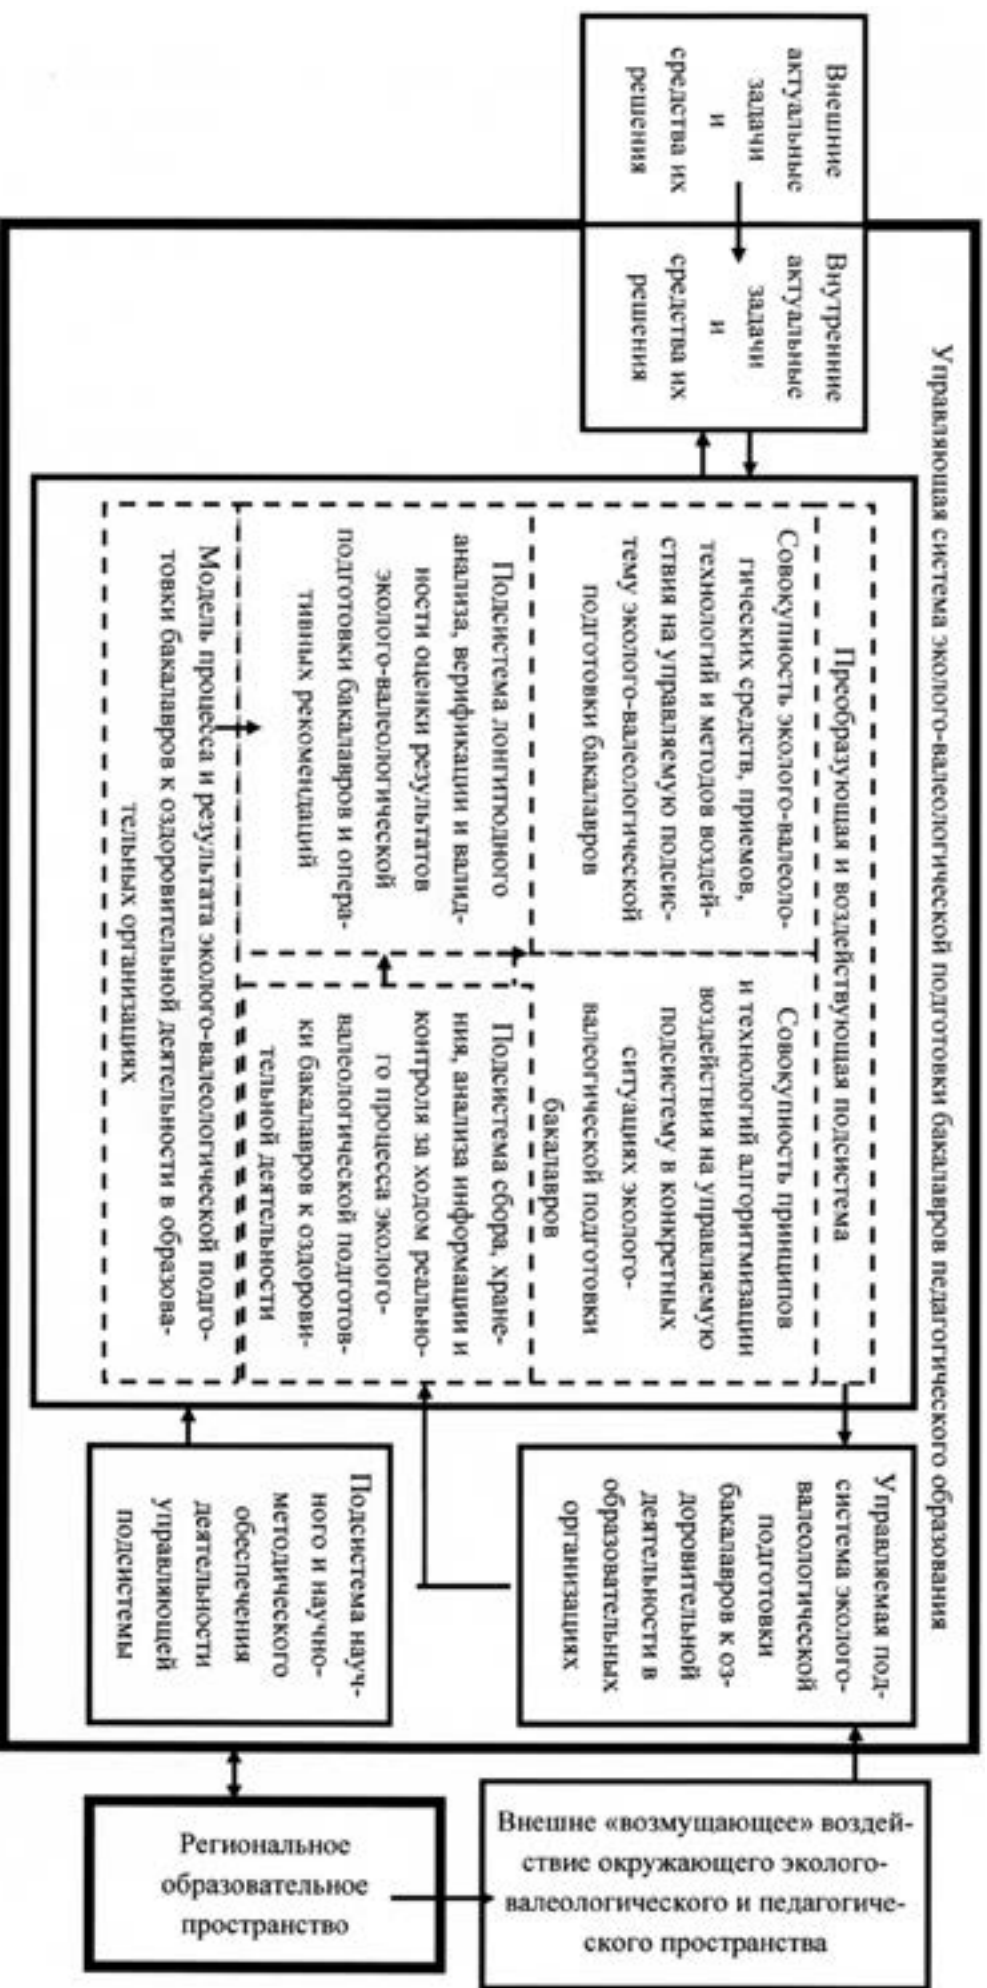 Управляющая система эколого-валеологической подготовки бакалавров педагогического образования
Внешние
актуальные
задачи
и
средства их
решения
Внутренние
актуальные
задачи
и
средства их
решения
Преобразующая и воздействующая подсистема
Совокупность эколого-валеоло-
гических средств, приемов,
технологий и методов воздей-
ствия на управляемую подсис-
тему эколого-валеологической
подготовки бакалавров
Совокупность принципов
и технологий алгоритмизации
воздействия на управляемую
подсистему в конкретных
ситуациях эколого-
валеогической подготовки
бакалавров
Подсистема лонгитюдного
анализа, верификации и валид-
ности оценки результатов
эколого-валеологической
подготовки бакалавров и опера-
тивных рекомендаций
Подсистема сбора, хране-
ния, анализа информации и
контроля за ходом реально-
го процесса эколого-
валеологической подготов-
ки бакалавров к оздорови-
тельной деятельности
Модель процесса и результата эколого-валеологической подго-
товки бакалавров к оздоровительной деятельности в образова-
тельных организациях
Управляемая под-
система эколого-
валеологической
подготовки
бакалавров к оз-
доровительной
деятельности в
образовательных
организациях
Подсистема науч-
ного и научно-
методического
обеспечения
деятельности
управляющей
подсистемы
Внешне «возмущающее» воздей-
ствие окружающего эколого-
валеологического и педагогиче-
ского пространства
Региональное
образовательное
пространство